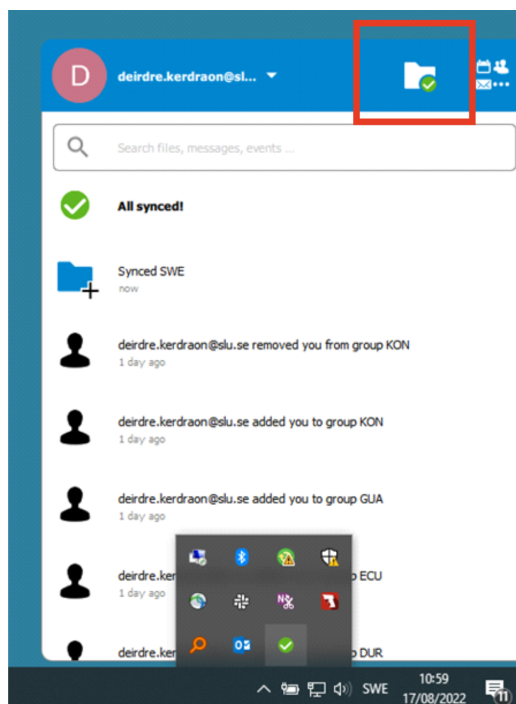 D
deirdre.kerdraon@sl...
Search files, messages, events ...
All synced!
Synced SWE
now
deirdre.kerdraon@slu.se removed you from group KON
1 day ago
deirdre.kerdraon@slu.se added you to group KON
1 day ago
deirdre.kerdraon@slu.se added you to group GUA
1 day ago
deirdre.ker
p ECU
1 day ago
deirdre.ker
p DUR
SWE
10:59
17/08/2022
11